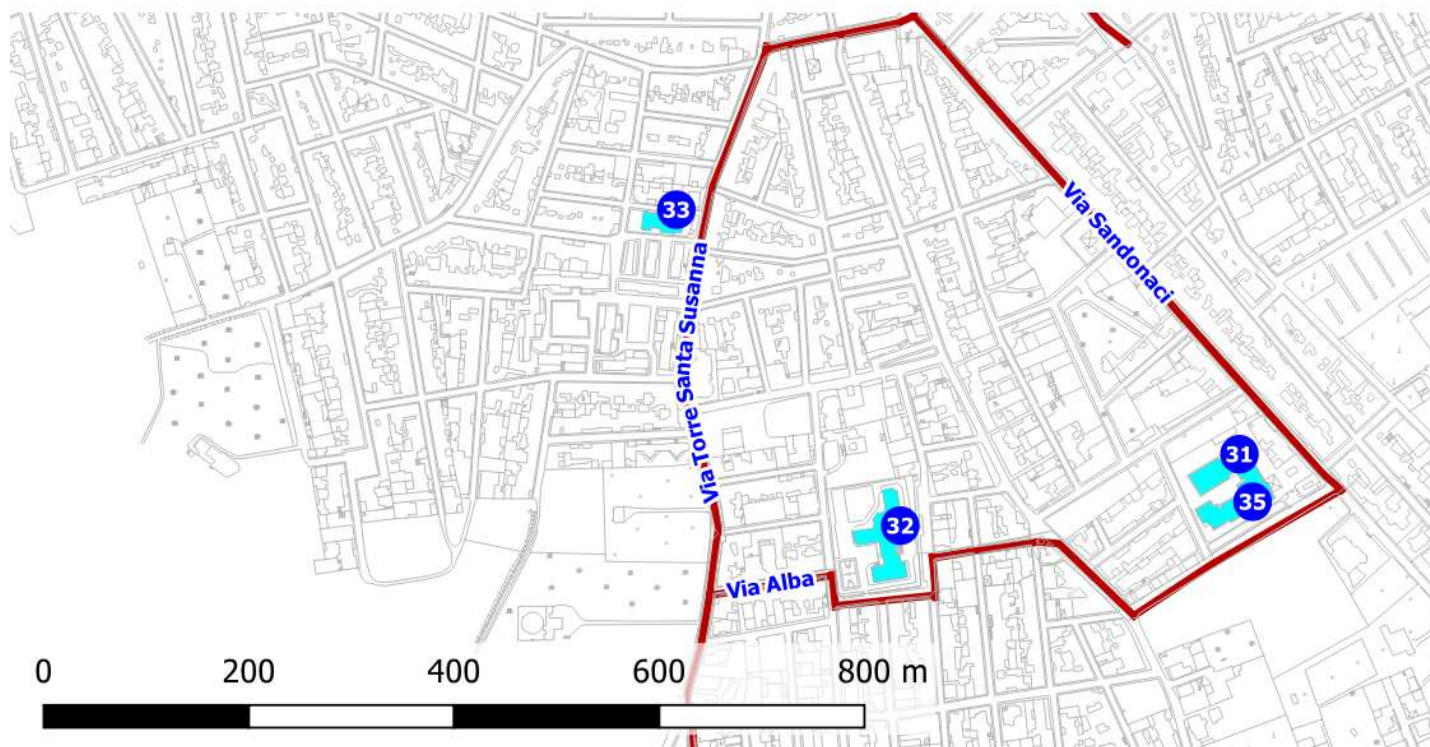 33
Via Sandonaci
Via Torre Santa Susanna
31
35
32
Via Alba
0 200 400 600 800 m